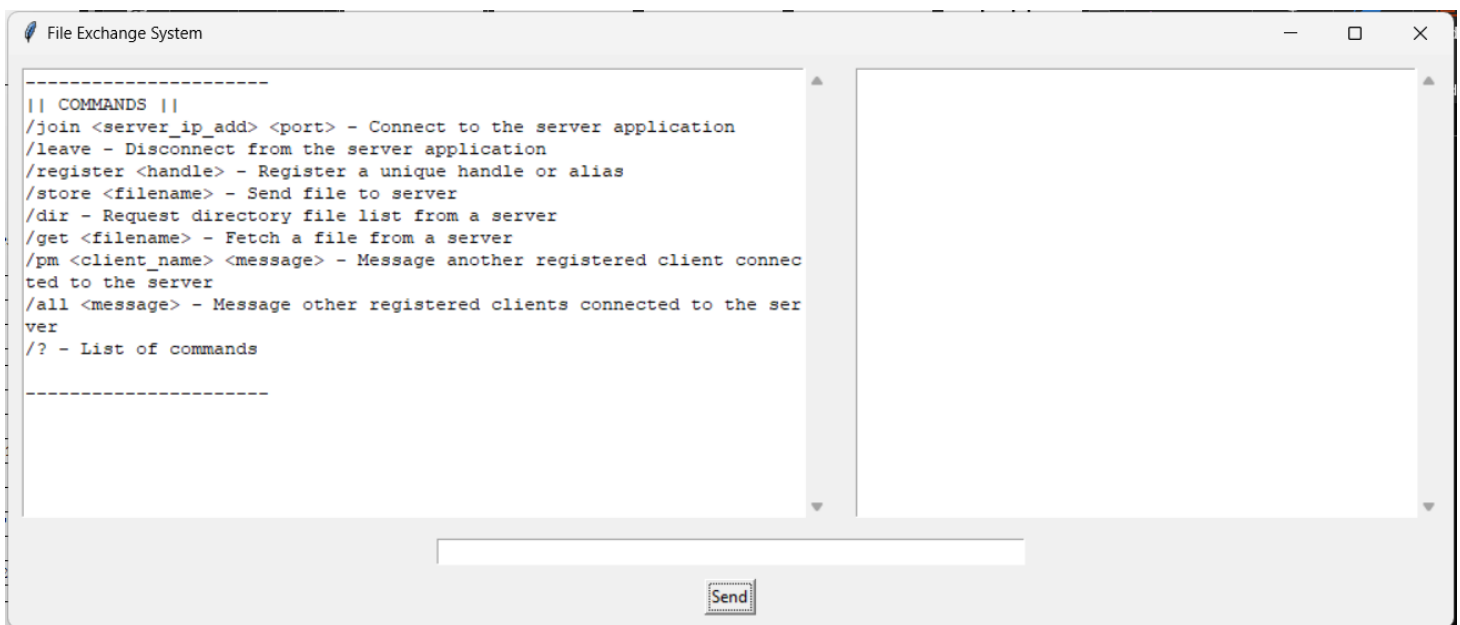 File Exchange System
----------------------
|| COMMANDS ||
/join <server_ip_add> <port> - Connect to the server application
/leave - Disconnect from the server application
/register <handle> - Register a unique handle or alias
/store <filename> - Send file to server
/dir - Request directory file list from a server
/get <filename> - Fetch a file from a server
/pm <client_name> <message> - Message another registered client connec
ted to the server
/all <message> - Message other registered clients connected to the ser
ver
/? - List of commands
----------------------
Send